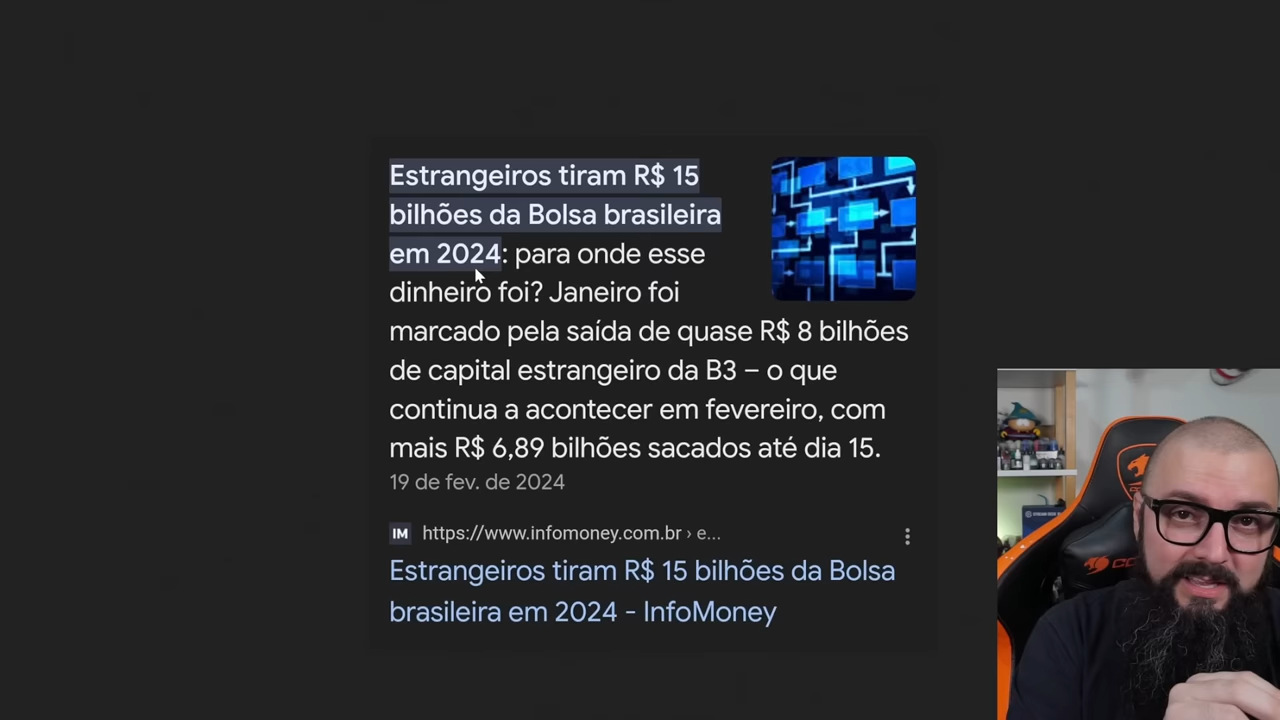 Estrangeiros tiram R$ 15
bilhões da Bolsa brasileira
em 2024: para onde esse
dinheiro foi? Janeiro foi
marcado pela saída de quase R$ 8 bilhões
de capital estrangeiro da B3 – o que
continua a acontecer em fevereiro, com
mais R$ 6,89 bilhões sacados até dia 15.
19 de fev. de 2024
IM https://www.infomoney.com.br › e...
Estrangeiros tiram R$ 15 bilhões da Bolsa
brasileira em 2024 - InfoMoney